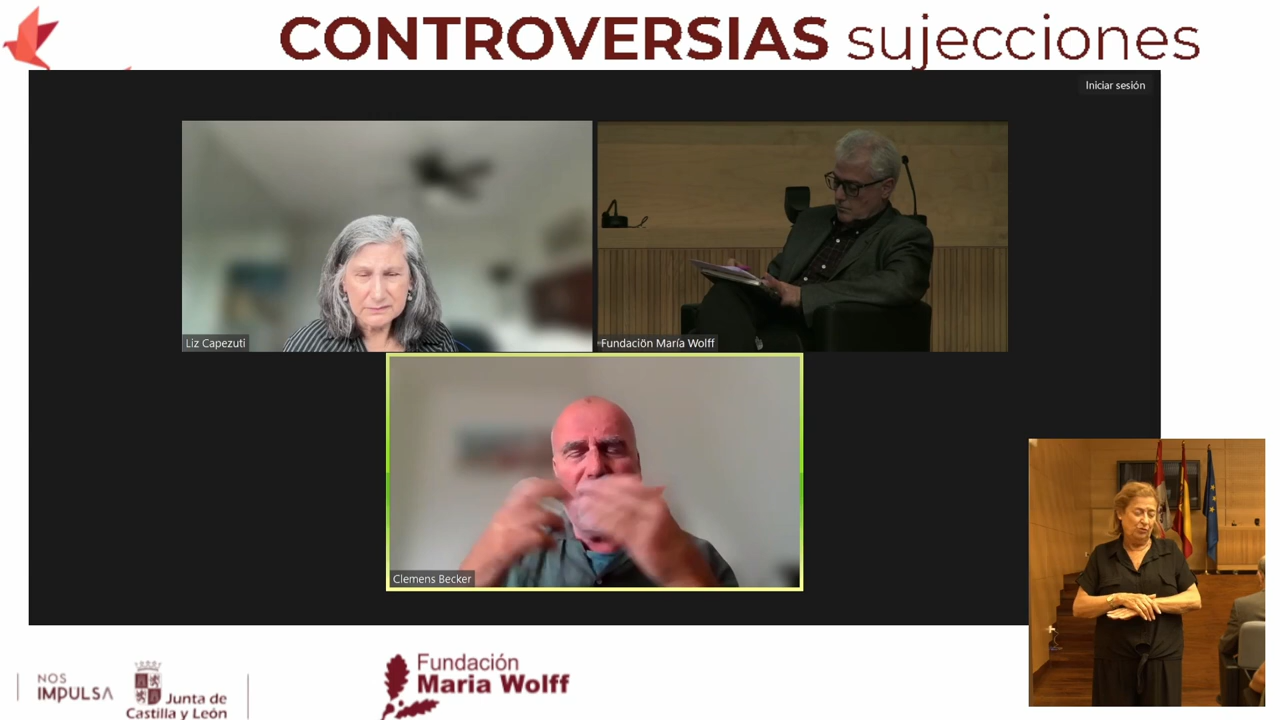 CONTROVERSIAS sujecciones
Iniciar sesión
Liz Capezuti
Fundaciõn María Wolff
Clemens Becker
NOS
IMPULSA
Junta de
Castilla y León
Fundación
Maria Wolff